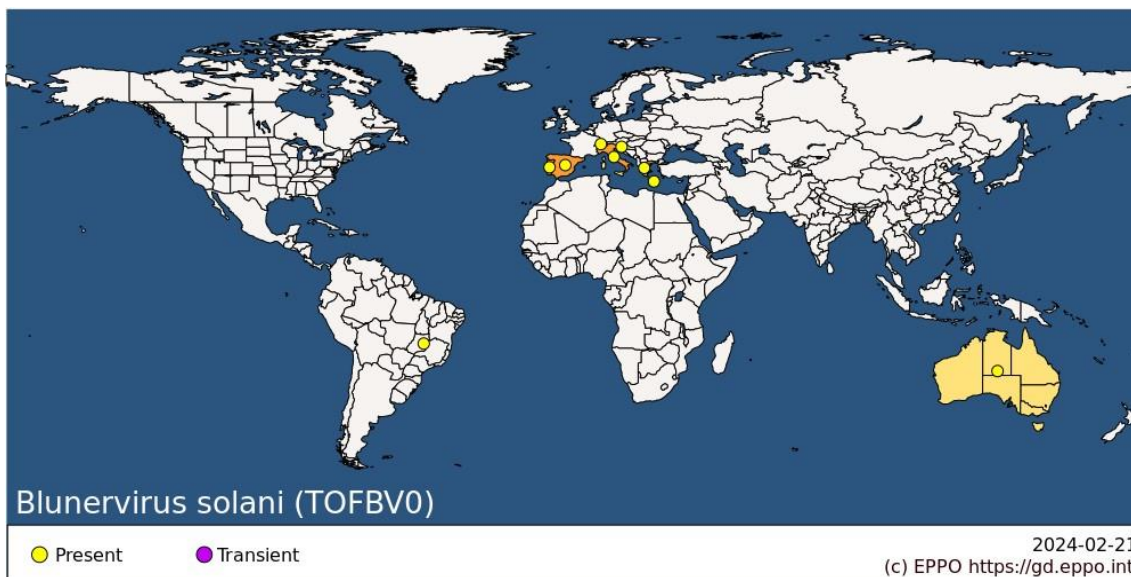 Blunervirus solani (TOFBV0)
Present
Transient
2024-02-21
(c) EPPO https://gd.eppo.int